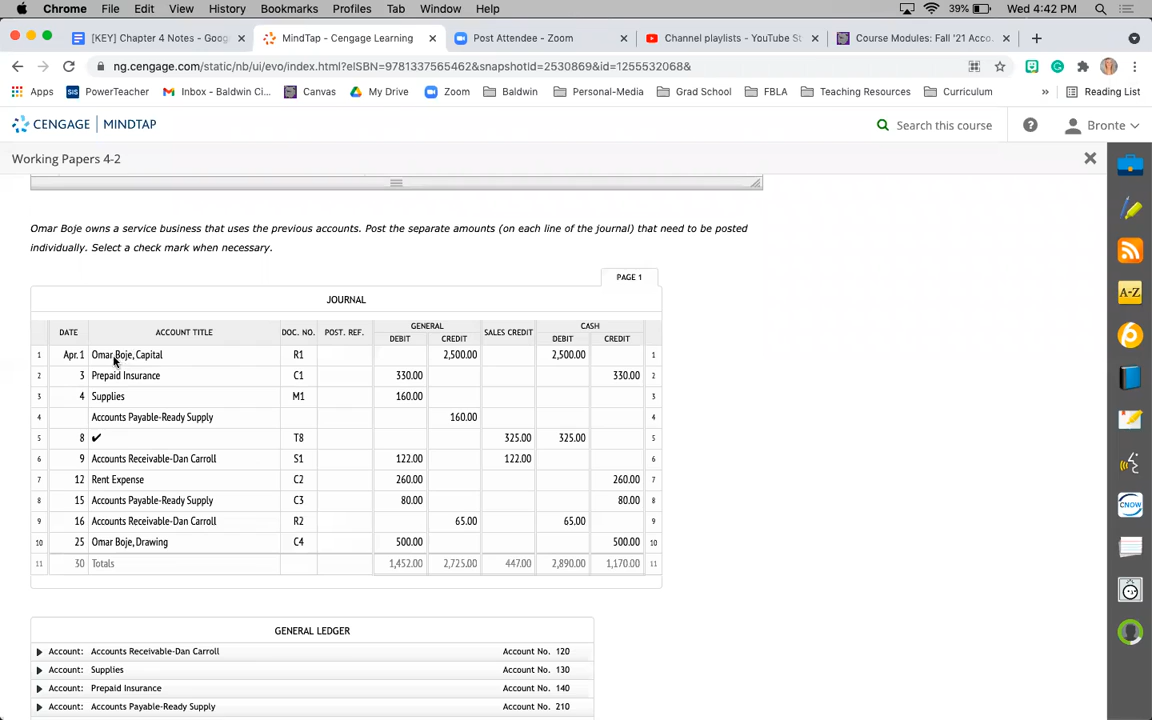 Chrome File Edit View History Bookmarks Profiles Tab Window Help 39% Wed 4:42 PM
[KEY] Chapter 4 Notes - Goog MindTap - Cengage Learning Post Attendee - Zoom Channel playlists - YouTube St Course Modules: Fall '21 Acco
ng.cengage.com/static/nb/ui/evo/index.html?eISBN=9781337565462&snapshotId=2530869&id=1255532068&
Apps PowerTeacher Inbox - Baldwin Ci... Canvas My Drive Zoom Baldwin Personal-Media Grad School FBLA Teaching Resources Curriculum » Reading List
CENGAGE MINDTAP Search this course Bronte
Working Papers 4-2
Omar Boje owns a service business that uses the previous accounts. Post the separate amounts (on each line of the journal) that need to be posted
individually. Select a check mark when necessary.
PAGE 1
JOURNAL
DATE ACCOUNT TITLE DOC. NO. POST. REF. GENERAL SALES CREDIT CASH
DEBIT CREDIT DEBIT CREDIT
1 Apr. 1 Omar Boje, Capital R1 2,500.00 2,500.00 1
2 3 Prepaid Insurance C1 330.00 330.00 2
3 4 Supplies M1 160.00 3
4 Accounts Payable-Ready Supply 160.00 4
5 8 ✔ T8 325.00 325.00 5
6 9 Accounts Receivable-Dan Carroll S1 122.00 122.00 6
7 12 Rent Expense C2 260.00 260.00 7
8 15 Accounts Payable-Ready Supply C3 80.00 80.00 8
9 16 Accounts Receivable-Dan Carroll R2 65.00 65.00 9
10 25 Omar Boje, Drawing C4 500.00 500.00 10
11 30 Totals 1,452.00 2,725.00 447.00 2,890.00 1,170.00 11
GENERAL LEDGER
Account: Accounts Receivable-Dan Carroll Account No. 120
Account: Supplies Account No. 130
Account: Prepaid Insurance Account No. 140
Account: Accounts Payable-Ready Supply Account No. 210
A-Z
CNOW